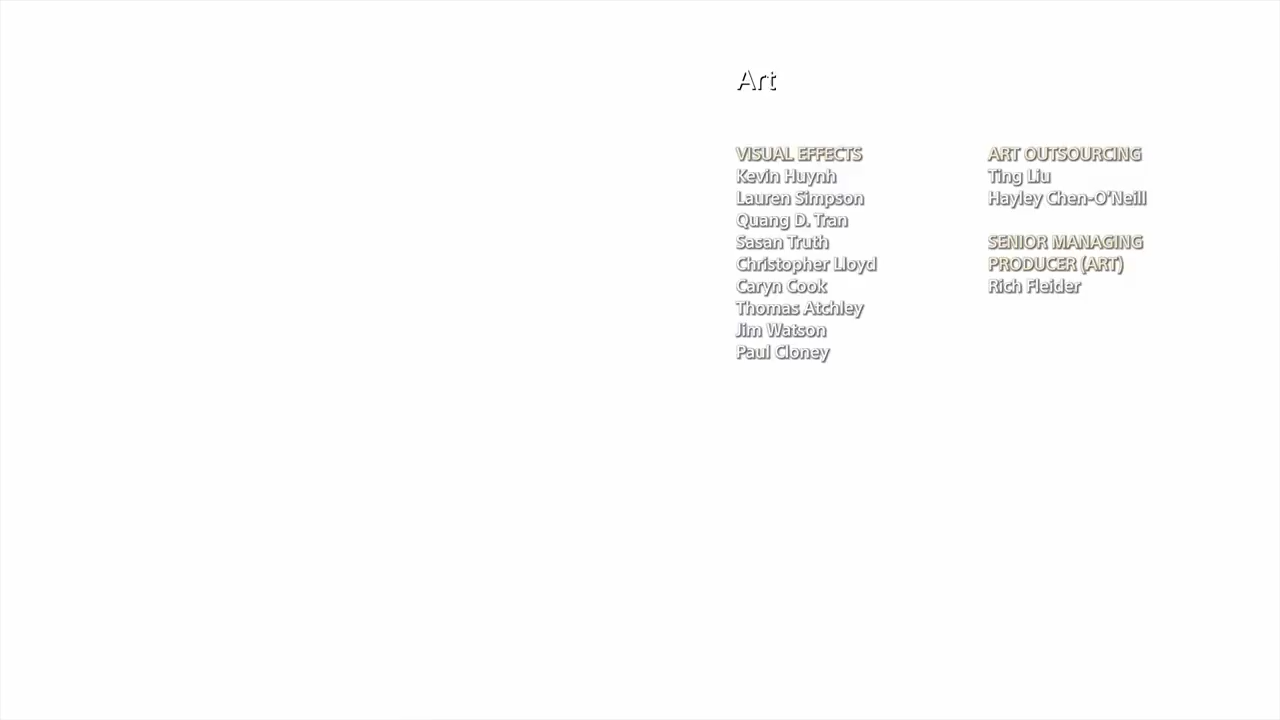 Art
VISUAL EFFECTS
Kevin Huynh
Lauren Simpson
Quang D. Tran
Sasan Truth
Christopher Lloyd
Caryn Cook
Thomas Atchley
Jim Watson
Paul Cloney
ART OUTSOURCING
Ting Liu
Hayley Chen-O'Neill
SENIOR MANAGING
PRODUCER (ART)
Rich Fleider